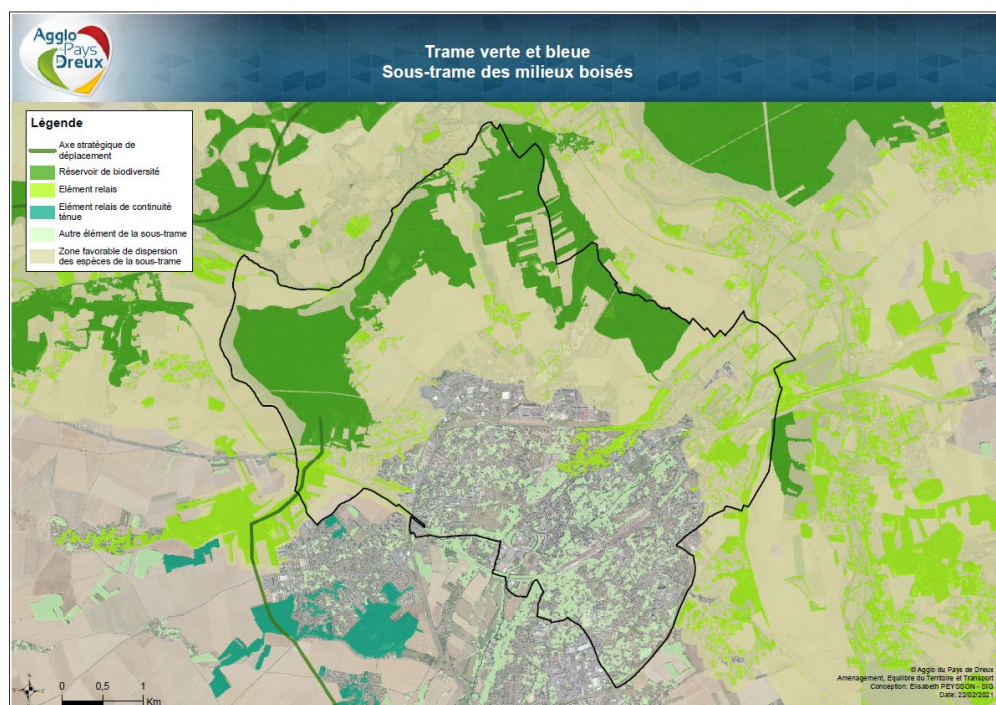 Agglo
du Pays
Dreux
Trame verte et bleue
Sous-trame des milieux boisés
Légende
Axe stratégique de
déplacement
Réservoir de biodiversité
Elément relais
Elément relais de continuité
ténue
Autre élément de la sous-trame
Zone favorable de dispersion
des espèces de la sous-trame
0 0,5 1
Km
© Agglo du Pays de Dreux
Aménagement, Equilibre du Territoire et Transport
Conception: Elisabeth PEYSSON - SIG
Date: 22/02/2021